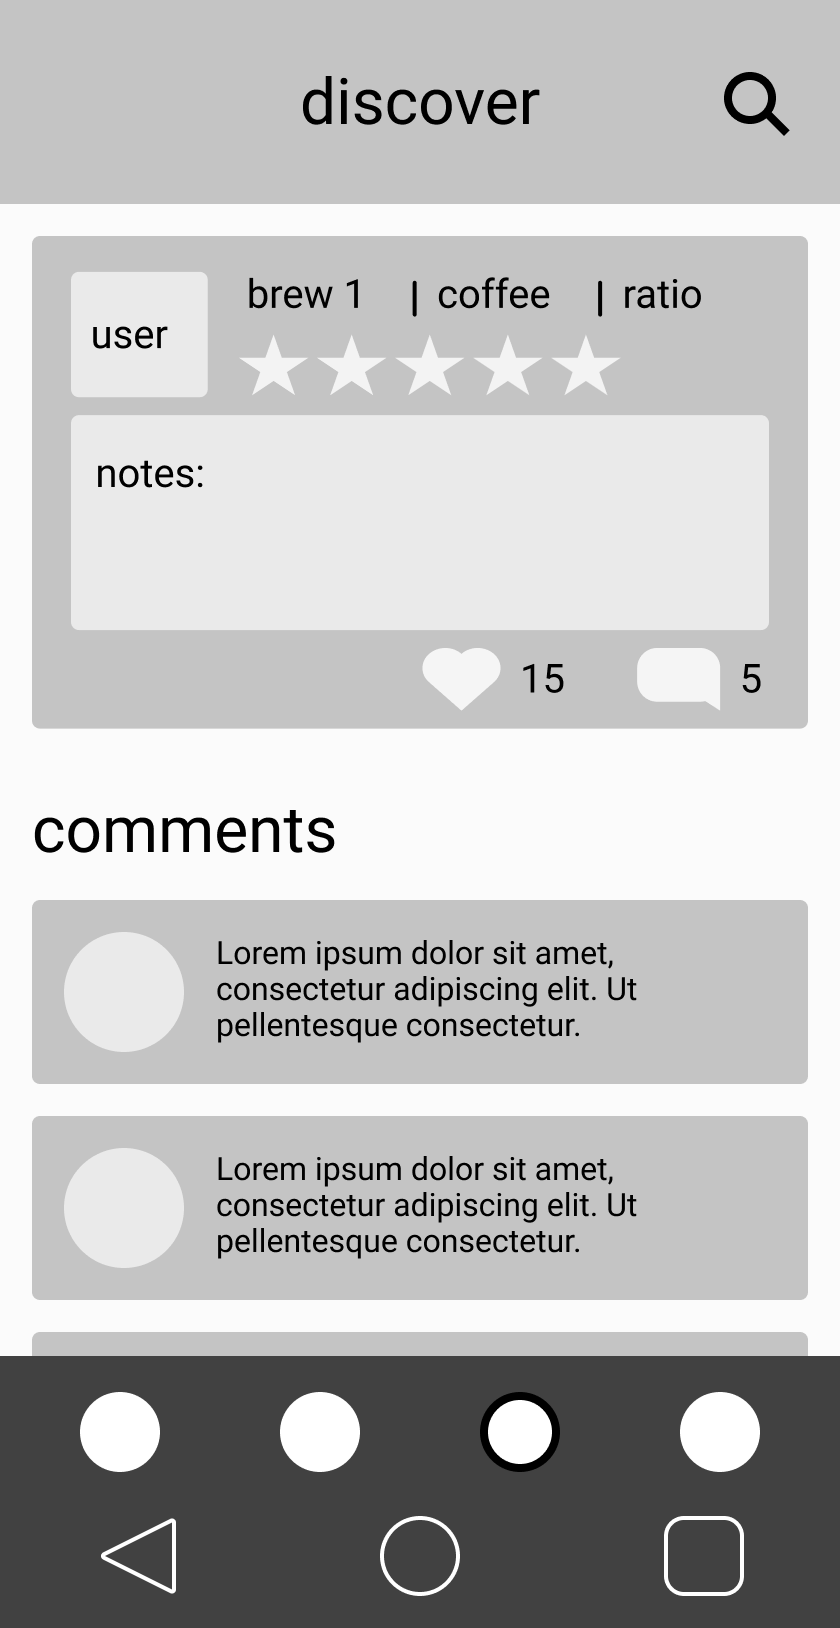 discover
brew 1 | coffee | ratio
user
notes:
15 5
comments
Lorem ipsum dolor sit amet,
consectetur adipiscing elit. Ut
pellentesque consectetur.
Lorem ipsum dolor sit amet,
consectetur adipiscing elit. Ut
pellentesque consectetur.